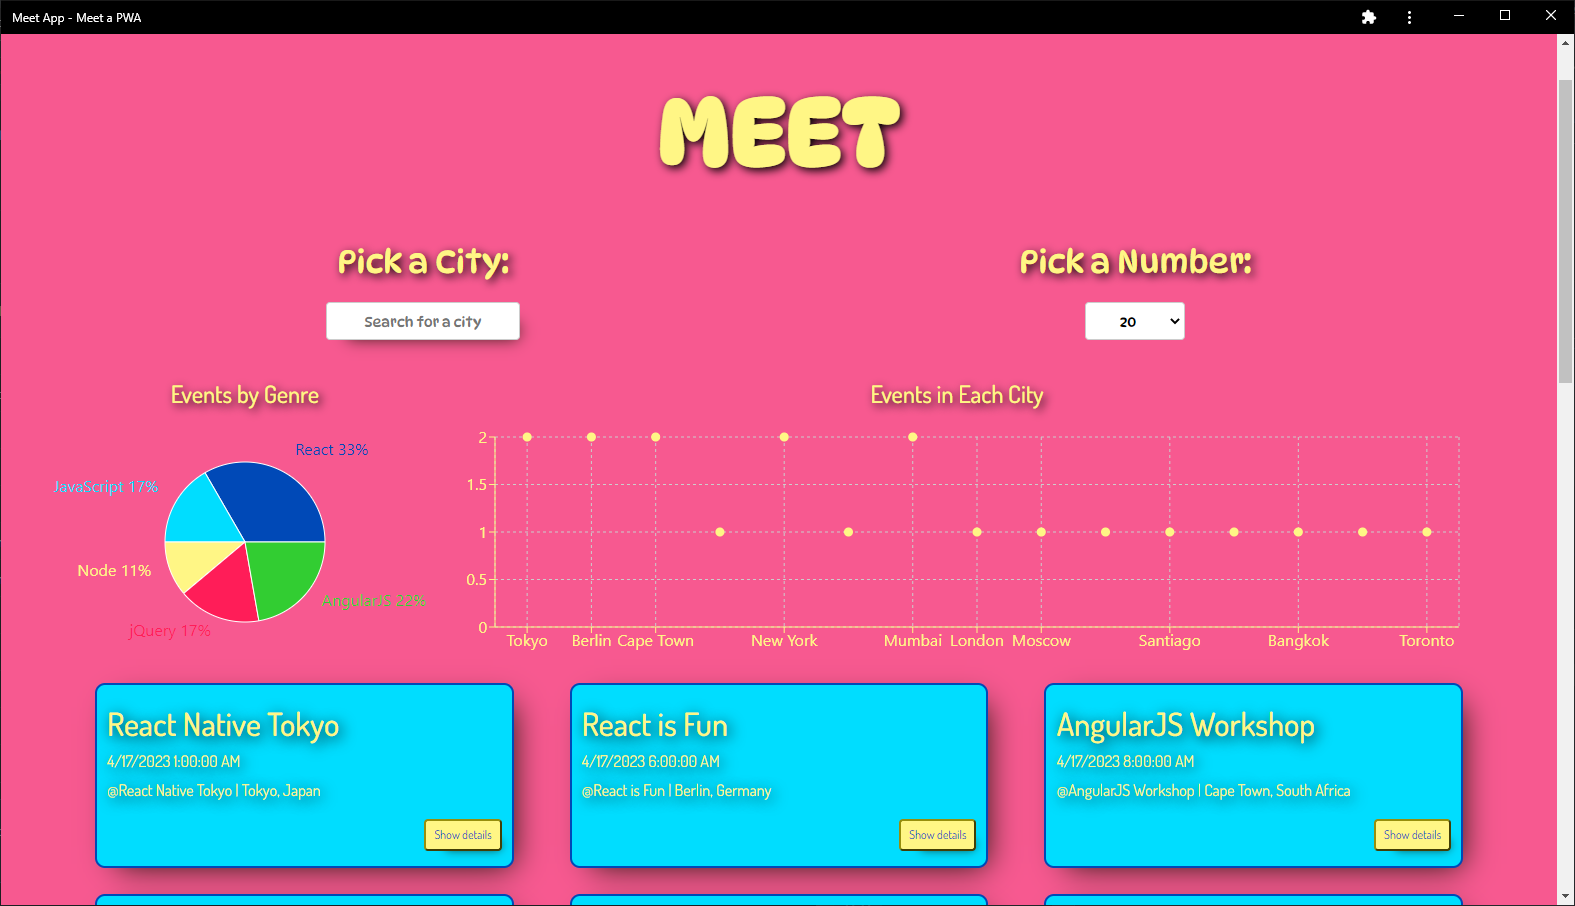 Meet App - Meet a PWA
MEET
Pick a City:
Pick a Number:
Search for a city
20
Events by Genre
Events in Each City
React 33%
JavaScript 17%
Node 11%
AngularJS 22%
jQuery 17%
2
1.5
1
0.5
0
Tokyo Berlin Cape Town New York Mumbai London Moscow Santiago Bangkok Toronto
React Native Tokyo
4/17/2023 1:00:00 AM
@React Native Tokyo | Tokyo, Japan
Show details
React is Fun
4/17/2023 6:00:00 AM
@React is Fun | Berlin, Germany
Show details
AngularJS Workshop
4/17/2023 8:00:00 AM
@AngularJS Workshop | Cape Town, South Africa
Show details